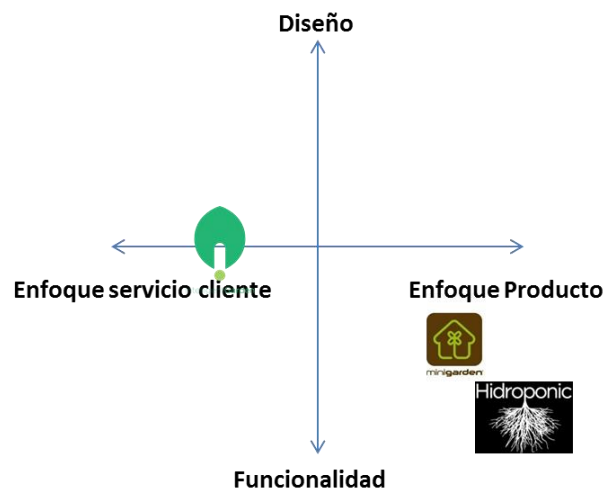 Diseño
Enfoque servicio cliente
Enfoque Producto
minigarden
Hidroponic
Funcionalidad